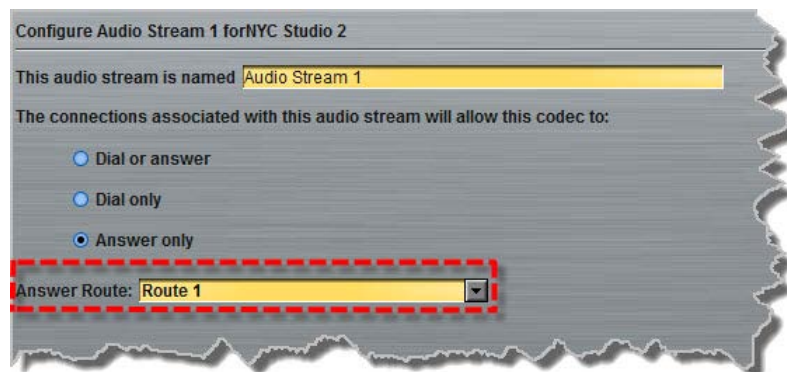 Configure Audio Stream 1 forNYC Studio 2
This audio stream is named Audio Stream 1
The connections associated with this audio stream will allow this codec to:
Dial or answer
Dial only
Answer only
Answer Route: Route 1